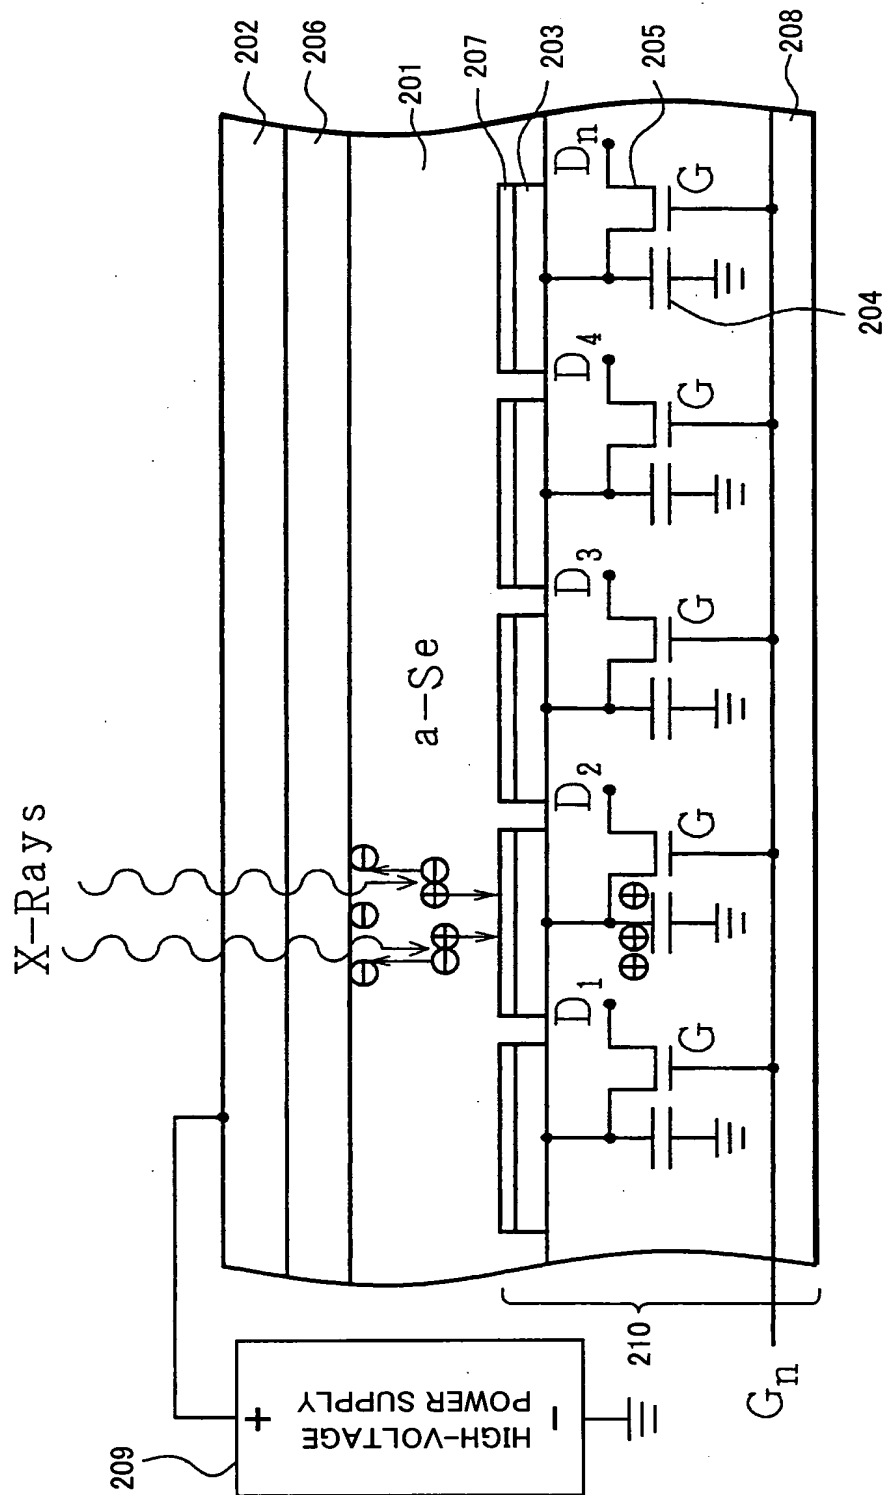 X-Rays
209
+
HIGH-VOLTAGE
POWER SUPPLY
-
202
206
201
a-Se
207
203
D1
D2
D3
D4
Dn
205
G
G
G
G
G
204
208
210
Gn